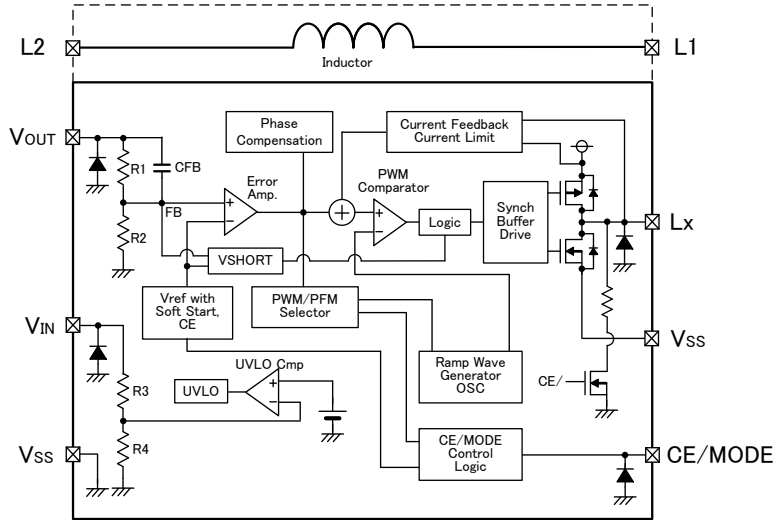 L2
Inductor
L1
VOUT
R1
CFB
FB
R2
Phase
Compensation
Current Feedback
Current Limit
Error
Amp.
PWM
Comparator
Logic
Synch
Buffer
Drive
Lx
VSHORT
Vref with
Soft Start,
CE
PWM/PFM
Selector
VIN
VSS
R3
UVLO Cmp
UVLO
Ramp Wave
Generator
OSC
CE/
R4
VSS
CE/MODE
Control
Logic
CE/MODE